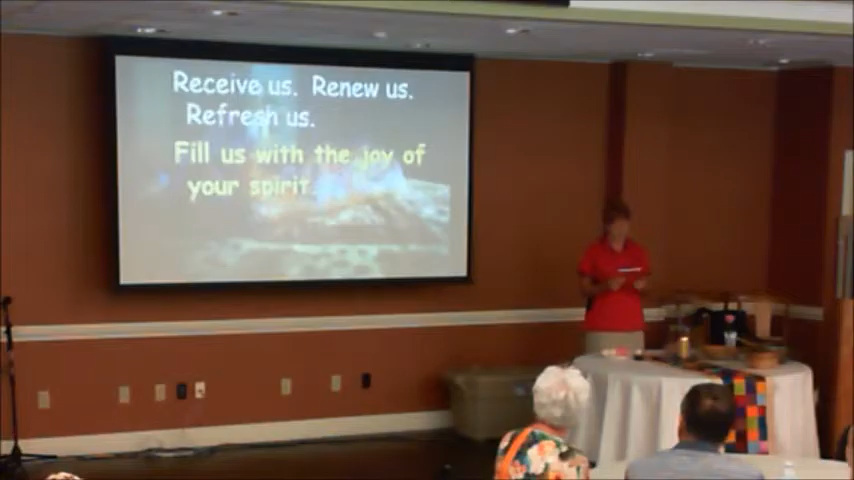 Receive us. Renew us.
Refresh us.
Fill us with the joy of
your spirit.